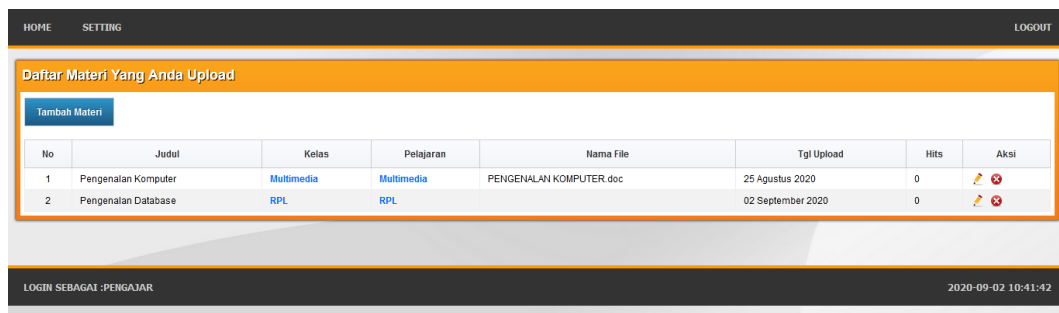 HOME SETTING LOGOUT
Daftar Materi Yang Anda Upload
Tambah Materi
No Judul Kelas Pelajaran Nama File Tgl Upload Hits Aksi
1 Pengenalan Komputer Multimedia Multimedia PENGENALAN KOMPUTER.doc 25 Agustus 2020 0
2 Pengenalan Database RPL RPL 02 September 2020 0
LOGIN SEBAGAI :PENGAJAR 2020-09-02 10:41:42